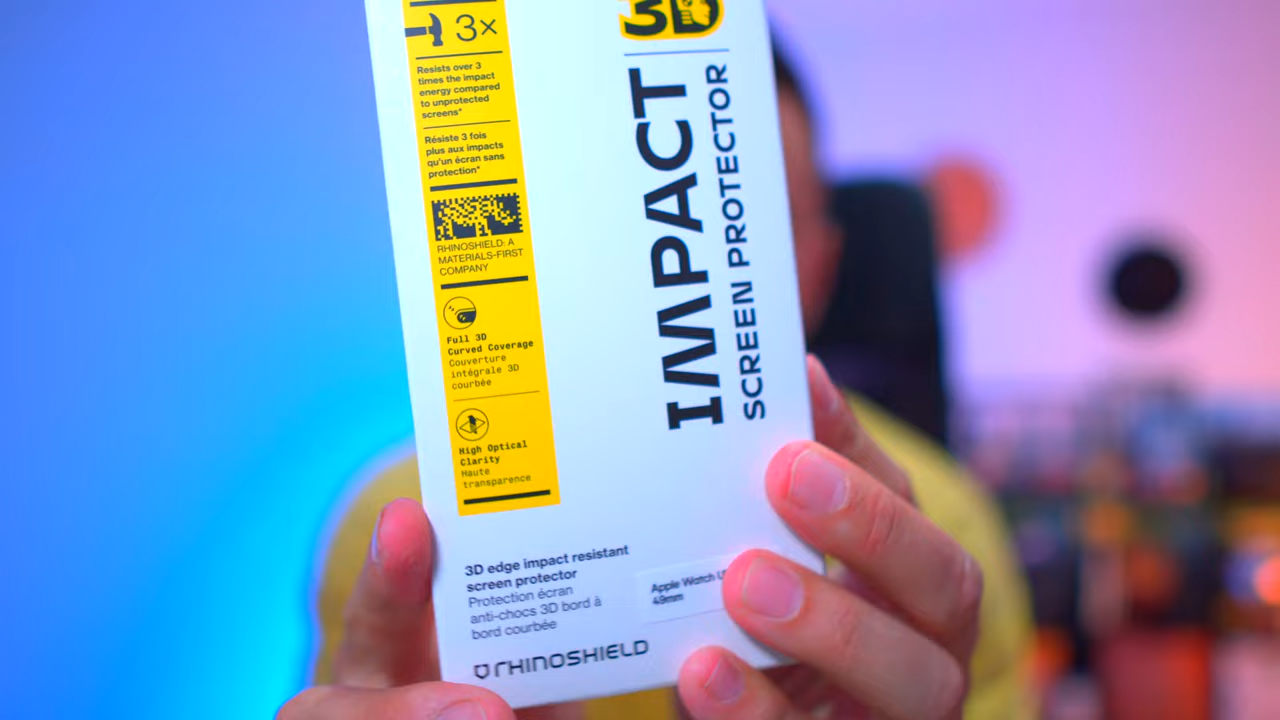 3×
Resists over 3
times the impact
energy compared
to unprotected
screens*
Résiste 3 fois
plus aux impacts
qu'un écran sans
protection*
RHINOSHIELD: A
MATERIALS-FIRST
COMPANY
Full 3D
Curved Coverage
Couverture
intégrale 3D
courbée
High Optical
Clarity
Haute
transparence
3D
IMPACT
SCREEN PROTECTOR
3D edge impact resistant
screen protector
Protection écran
anti-chocs 3D bord à
bord courbée
Apple Watch
49mm
RHINOSHIELD